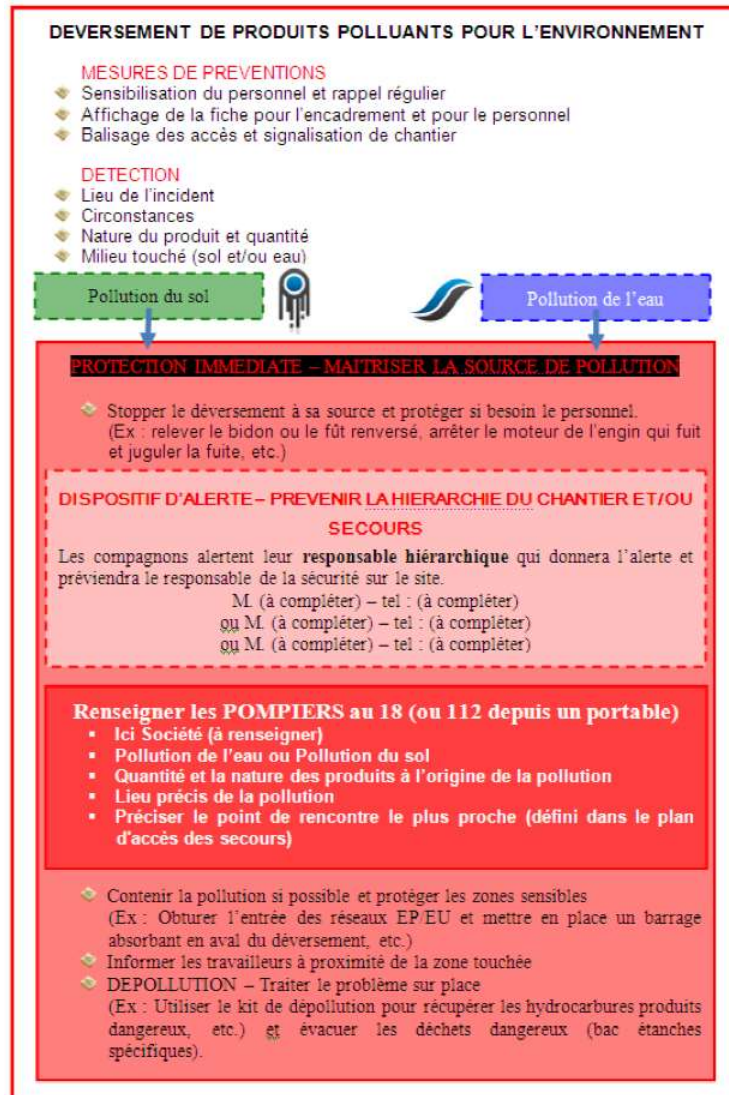 DEVERSEMENT DE PRODUITS POLLUANTS POUR L'ENVIRONNEMENT
MESURES DE PREVENTIONS
Sensibilisation du personnel et rappel régulier
Affichage de la fiche pour l'encadrement et pour le personnel
Balisage des accès et signalisation de chantier
DETECTION
Lieu de l'incident
Circonstances
Nature du produit et quantité
Milieu touché (sol et/ou eau)
Pollution du sol
Pollution de l'eau
PROTECTION IMMEDIATE – MAITRISER LA SOURCE DE POLLUTION
Stopper le déversement à sa source et protéger si besoin le personnel.
(Ex : relever le bidon ou le fût renversé, arrêter le moteur de l'engin qui fuit
et juguler la fuite, etc.)
DISPOSITIF D'ALERTE – PREVENIR LA HIERARCHIE DU CHANTIER ET/OU
SECOURS
Les compagnons alertent leur responsable hiérarchique qui donnera l'alerte et
préviendra le responsable de la sécurité sur le site.
M. (à compléter) – tel : (à compléter)
ou M. (à compléter) – tel : (à compléter)
ou M. (à compléter) – tel : (à compléter)
Renseigner les POMPIERS au 18 (ou 112 depuis un portable)
▪ Ici Société (à renseigner)
▪ Pollution de l'eau ou Pollution du sol
▪ Quantité et la nature des produits à l'origine de la pollution
▪ Lieu précis de la pollution
▪ Préciser le point de rencontre le plus proche (défini dans le plan
d'accès des secours)
Contenir la pollution si possible et protéger les zones sensibles
(Ex : Obturer l'entrée des réseaux EP/EU et mettre en place un barrage
absorbant en aval du déversement, etc.)
Informer les travailleurs à proximité de la zone touchée
DEPOLLUTION – Traiter le problème sur place
(Ex : Utiliser le kit de dépollution pour récupérer les hydrocarbures produits
dangereux, etc.) et évacuer les déchets dangereux (bac étanches
spécifiques).